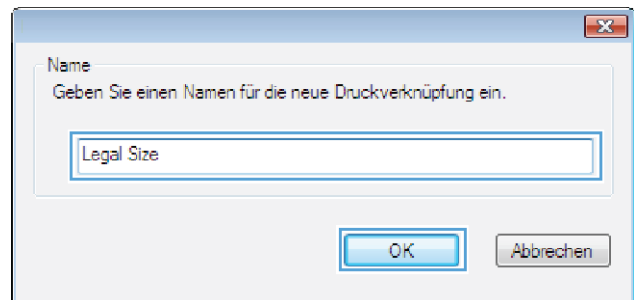 Name
Geben Sie einen Namen für die neue Druckverknüpfung ein.
Legal Size
OK
Abbrechen